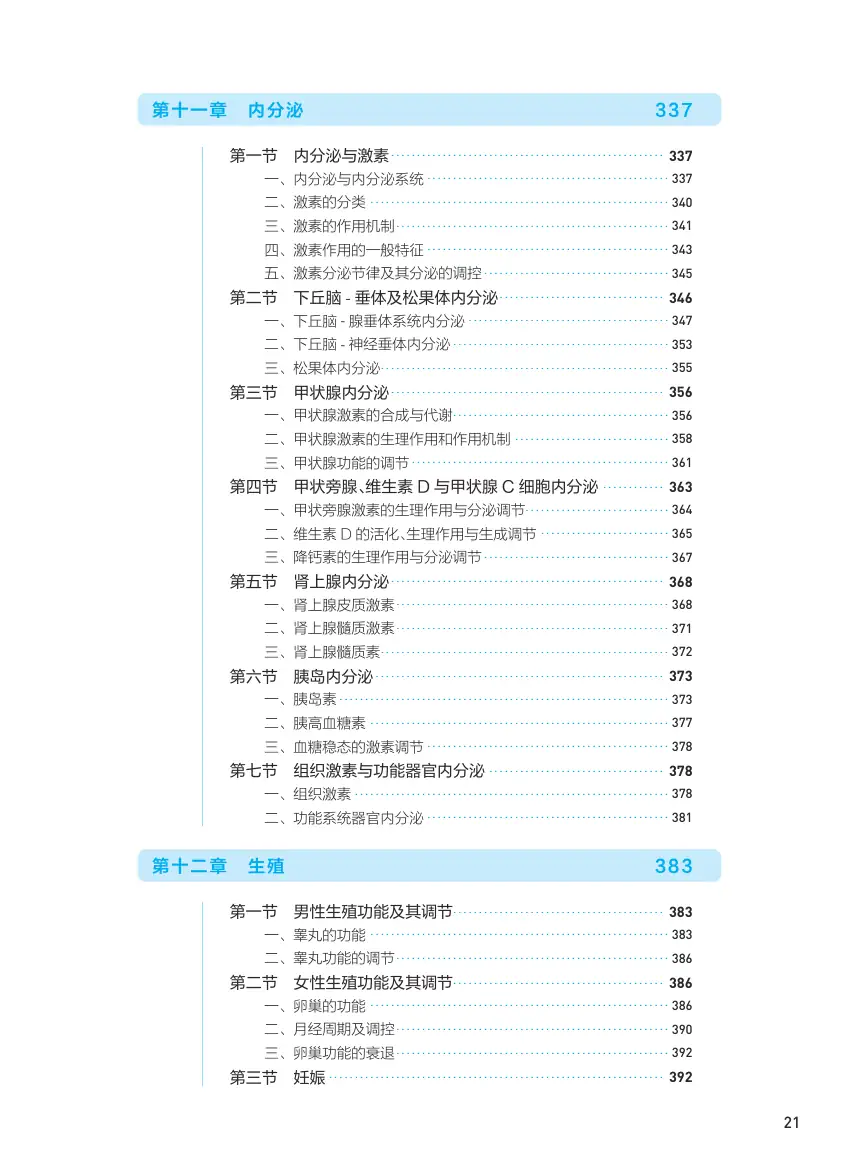 第十一章 内分泌 337
第一节 内分泌与激素 337
一、内分泌与内分泌系统 337
二、激素的分类 340
三、激素的作用机制 341
四、激素作用的一般特征 343
五、激素分泌节律及其分泌的调控 345
第二节 下丘脑 - 垂体及松果体内分泌 346
一、下丘脑 - 腺垂体系统内分泌 347
二、下丘脑 - 神经垂体内分泌 353
三、松果体内分泌 355
第三节 甲状腺内分泌 356
一、甲状腺激素的合成与代谢 356
二、甲状腺激素的生理作用和作用机制 358
三、甲状腺功能的调节 361
第四节 甲状旁腺、维生素 D 与甲状腺 C 细胞内分泌 363
一、甲状旁腺激素的生理作用与分泌调节 364
二、维生素 D 的活化、生理作用与生成调节 365
三、降钙素的生理作用与分泌调节 367
第五节 肾上腺内分泌 368
一、肾上腺皮质激素 368
二、肾上腺髓质激素 371
三、肾上腺髓质素 372
第六节 胰岛内分泌 373
一、胰岛素 373
二、胰高血糖素 377
三、血糖稳态的激素调节 378
第七节 组织激素与功能器官内分泌 378
一、组织激素 378
二、功能系统器官内分泌 381
第十二章 生殖 383
第一节 男性生殖功能及其调节 383
一、睾丸的功能 383
二、睾丸功能的调节 386
第二节 女性生殖功能及其调节 386
一、卵巢的功能 386
二、月经周期及调控 390
三、卵巢功能的衰退 392
第三节 妊娠 392
21